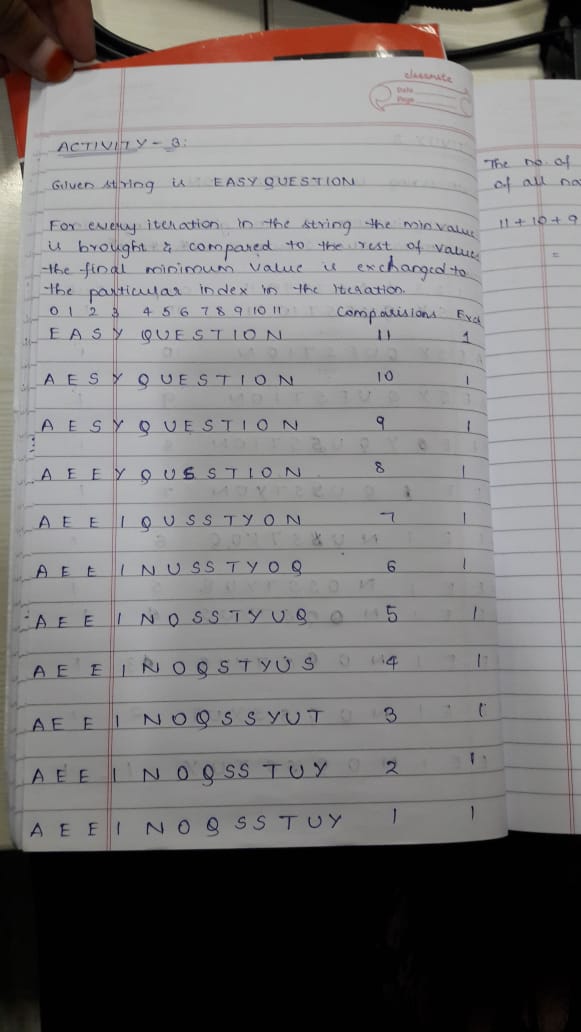 classmate
Date
Page
ACTIVITY - 3:
Given string is EASY QUESTION
For every iteration in the string the min value
is brought & compared to the rest of values
the final minimum value is exchanged to
the particular index in the iteration.
0 1 2 3 4 5 6 7 8 9 10 11 Comparisions Exch
E A S Y Q U E S T I O N 11 1
A E S Y Q U E S T I O N 10 1
A E S Y Q U E S T I O N 9 1
A E E Y Q U S S T I O N 8 1
A E E I Q U S S T Y O N 7 1
A E E I N U S S T Y O Q 6 1
A E E I N O S S T Y U Q 5 1
A E E I N O Q S T Y U S 4 1
A E E I N O Q S S Y U T 3 1
A E E I N O Q S S T U Y 2 1
A E E I N O Q S S T U Y 1 1
The no. of
of all
11 + 10 + 9
=